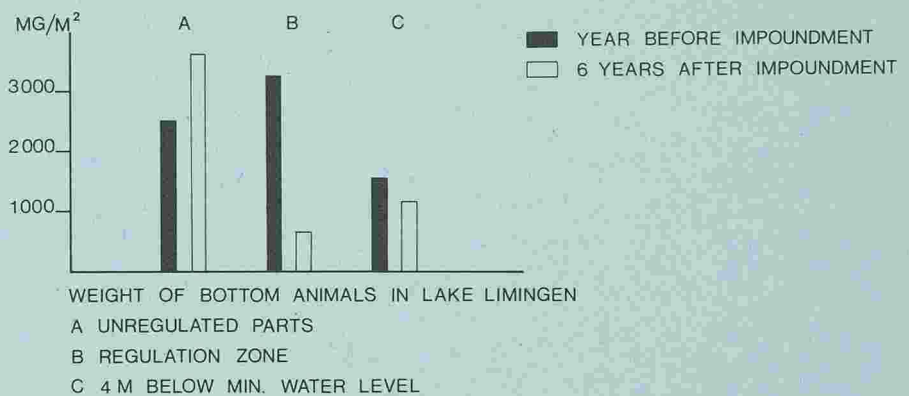 MG/M²
A B C
YEAR BEFORE IMPOUNDMENT
6 YEARS AFTER IMPOUNDMENT
3000
2000
1000
WEIGHT OF BOTTOM ANIMALS IN LAKE LIMINGEN
A UNREGULATED PARTS
B REGULATION ZONE
C 4 M BELOW MIN. WATER LEVEL